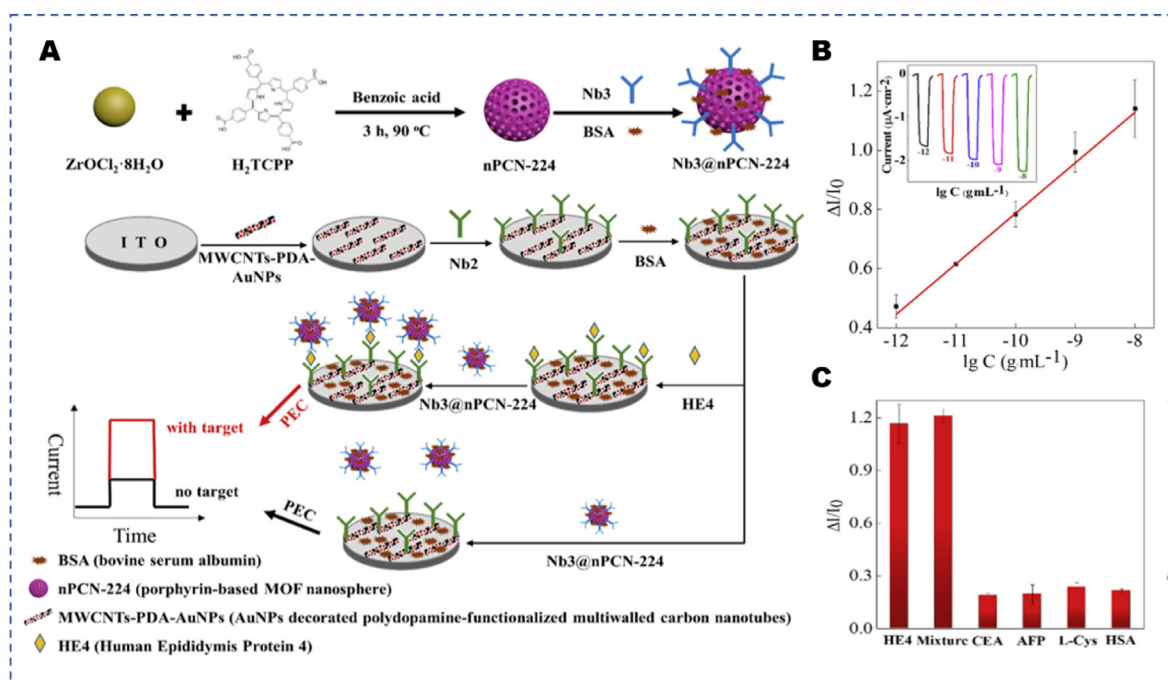 A
ZrOCl₂·8H₂O
+
H₂TCPP
Benzoic acid
3 h, 90 °C
nPCN-224
Nb3
BSA
Nb3@nPCN-224
I T O
MWCNTs-PDA-
AuNPs
Nb2
BSA
HE4
Nb3@nPCN-224
PEC
Nb3@nPCN-224
PEC
Current
with target
no target
Time
BSA (bovine serum albumin)
nPCN-224 (porphyrin-based MOF nanosphere)
MWCNTs-PDA-AuNPs (AuNPs decorated polydopamine-functionalized multiwalled carbon nanotubes)
HE4 (Human Epididymis Protein 4)
B
ΔI/I₀
1.2
1.0
0.8
0.6
0.4
-12 -11 -10 -9 -8
lg C (g mL⁻¹)
Current (μA·cm-2)
0
-1
-2
-12 -11 -10 -9 -8
lg C (g mL-1)
C
ΔI/I₀
1.2
0.9
0.6
0.3
0.0
HE4 Mixture CEA AFP L-Cys HSA